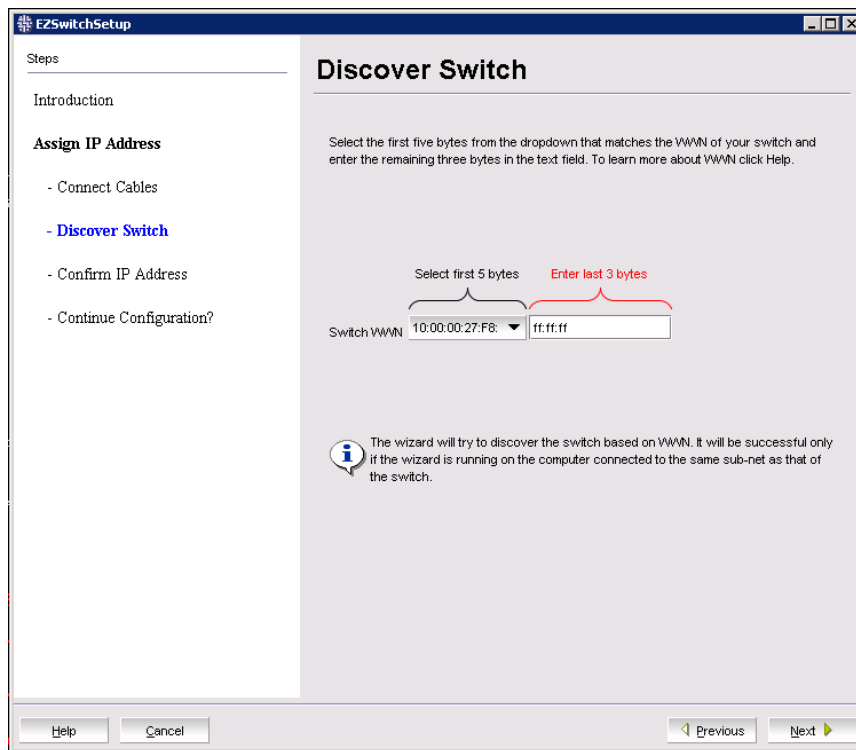 EZSwitchSetup
Steps
Introduction
Assign IP Address
- Connect Cables
- Discover Switch
- Confirm IP Address
- Continue Configuration?
Discover Switch
Select the first five bytes from the dropdown that matches the WWN of your switch and
enter the remaining three bytes in the text field. To learn more about WWN click Help.
Select first 5 bytes
Enter last 3 bytes
Switch WWN
10:00:00:27:F8:
ff:ff:ff
The wizard will try to discover the switch based on WWN. It will be successful only
if the wizard is running on the computer connected to the same sub-net as that of
the switch.
Help
Cancel
Previous
Next